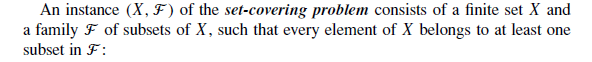 An instance (X, ℱ) of the set-covering problem consists of a finite set X and
a family ℱ of subsets of X, such that every element of X belongs to at least one
subset in ℱ: